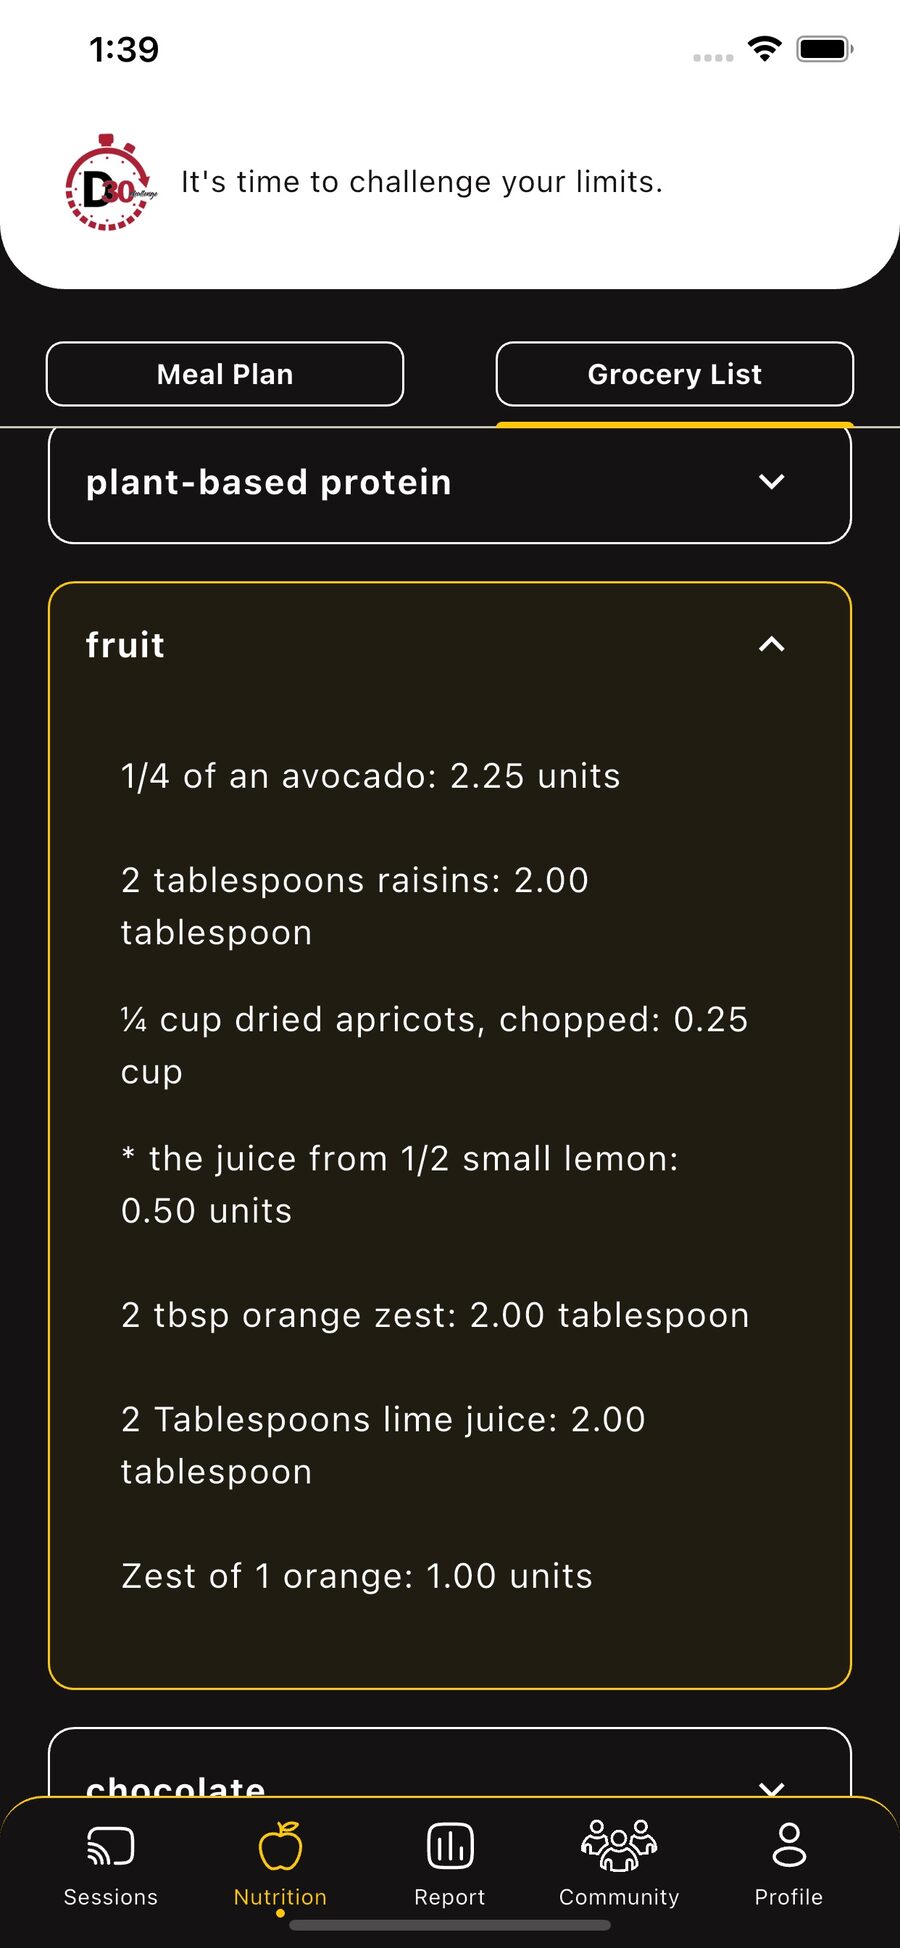 1:39
D30 challenge
It's time to challenge your limits.
Meal Plan
Grocery List
plant-based protein
fruit
1/4 of an avocado: 2.25 units
2 tablespoons raisins: 2.00
tablespoon
¼ cup dried apricots, chopped: 0.25
cup
* the juice from 1/2 small lemon:
0.50 units
2 tbsp orange zest: 2.00 tablespoon
2 Tablespoons lime juice: 2.00
tablespoon
Zest of 1 orange: 1.00 units
chocolate
Sessions
Nutrition
Report
Community
Profile